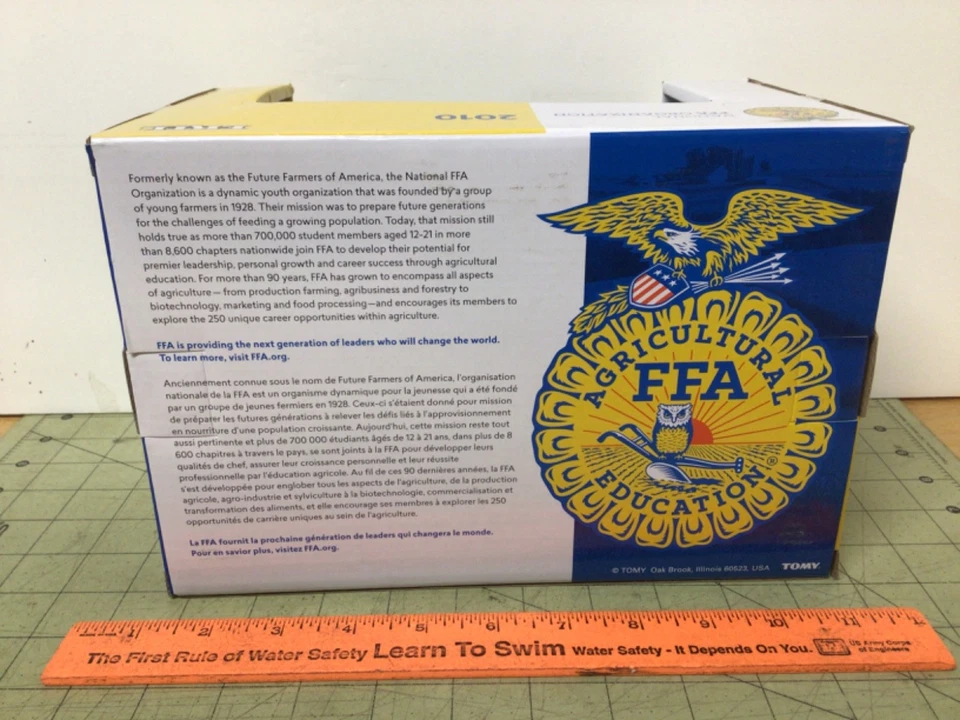 2010
Formerly known as the Future Farmers of America, the National FFA
Organization is a dynamic youth organization that was founded by a group
of young farmers in 1928. Their mission was to prepare future generations
for the challenges of feeding a growing population. Today, that mission still
holds true as more than 700,000 student members aged 12-21 in more
than 8,600 chapters nationwide join FFA to develop their potential for
premier leadership, personal growth and career success through agricultural
education. For more than 90 years, FFA has grown to encompass all aspects
of agriculture — from production farming, agribusiness and forestry to
biotechnology, marketing and food processing—and encourages its members to
explore the 250 unique career opportunities within agriculture.
FFA is providing the next generation of leaders who will change the world.
To learn more, visit FFA.org.
Anciennement connue sous le nom de Future Farmers of America, l'organisation
nationale de la FFA est un organisme dynamique pour la jeunesse qui a été fondé
par un groupe de jeunes fermiers en 1928. Ceux-ci s'étaient donné pour mission
de préparer les futures générations à relever les défis liés à l'approvisionnement
en nourriture d'une population croissante. Aujourd'hui, cette mission reste tout
aussi pertinente et plus de 700 000 étudiants âgés de 12 à 21 ans, dans plus de 8
600 chapitres à travers le pays, se sont joints à la FFA pour développer leurs
qualités de chef, assurer leur croissance personnelle et leur réussite
professionnelle par l'éducation agricole. Au fil de ces 90 dernières années, la FFA
s'est développée pour englober tous les aspects de l'agriculture, de la production
agricole, agro-industrie et sylviculture à la biotechnologie, commercialisation et
transformation des aliments, et elle encourage ses membres à explorer les 250
opportunités de carrière uniques au sein de l'agriculture.
La FFA fournit la prochaine génération de leaders qui changera le monde.
Pour en savoir plus, visitez FFA.org.
AGRICULTURAL
FFA
EDUCATION®
© TOMY Oak Brook, Illinois 60523, USA TOMY
1 2 3 4 5 6 7 8 9 10 11
The First Rule of Water Safety Learn To Swim Water Safety - It Depends On You.
US Army Corps
of Engineers